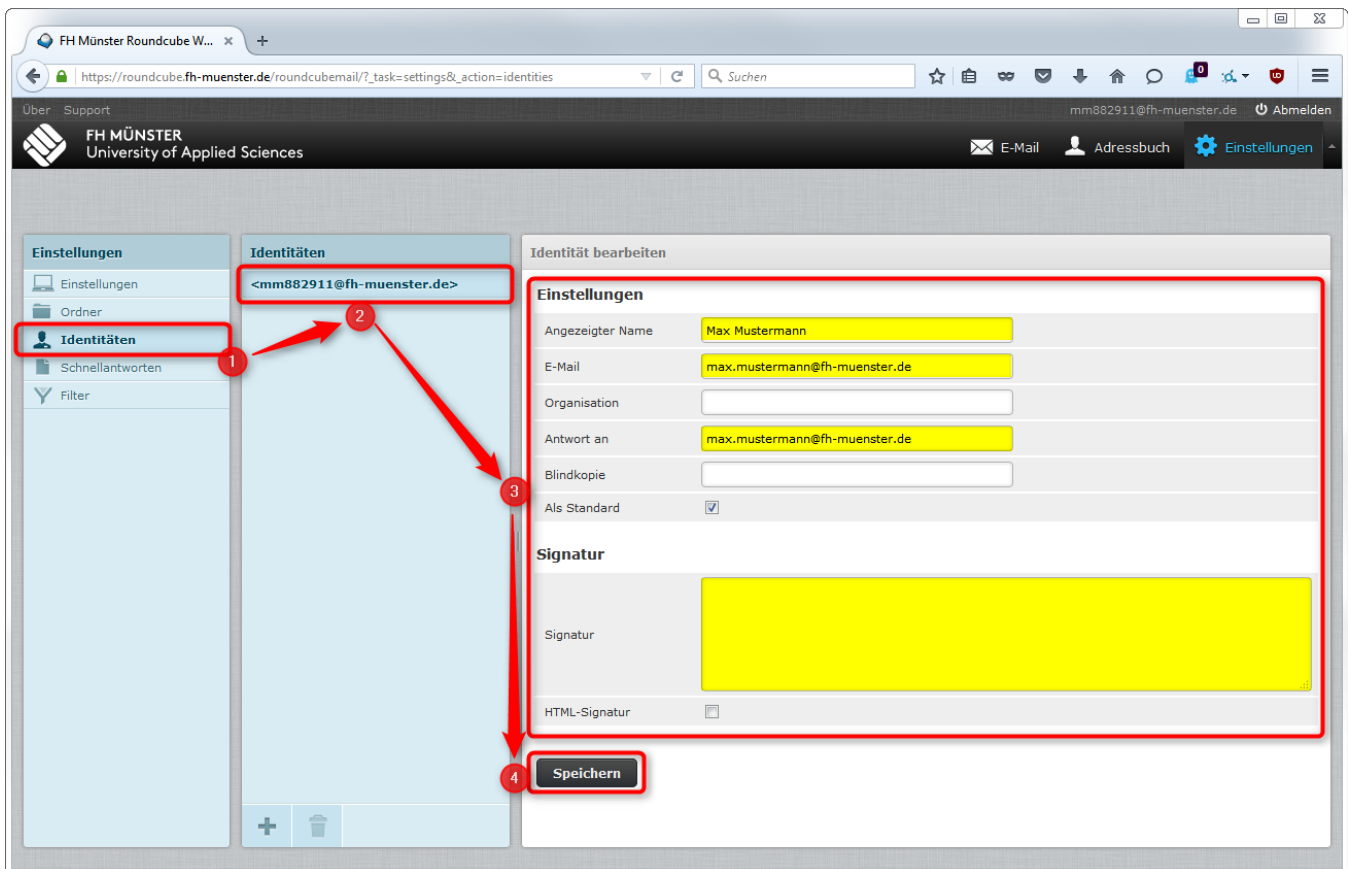 FH Münster Roundcube W...
https://roundcube.fh-muenster.de/roundcubemail/?_task=settings&_action=identities
Suchen
0
Über Support
mm882911@fh-muenster.de Abmelden
FH MÜNSTER
University of Applied Sciences
E-Mail Adressbuch Einstellungen
Einstellungen
Einstellungen
Ordner
Identitäten
Schnellantworten
Filter
1
Identitäten
<mm882911@fh-muenster.de>
2
Identität bearbeiten
Einstellungen
Angezeigter Name Max Mustermann
E-Mail max.mustermann@fh-muenster.de
Organisation
Antwort an max.mustermann@fh-muenster.de
Blindkopie
3
Als Standard
Signatur
Signatur
HTML-Signatur
4
Speichern